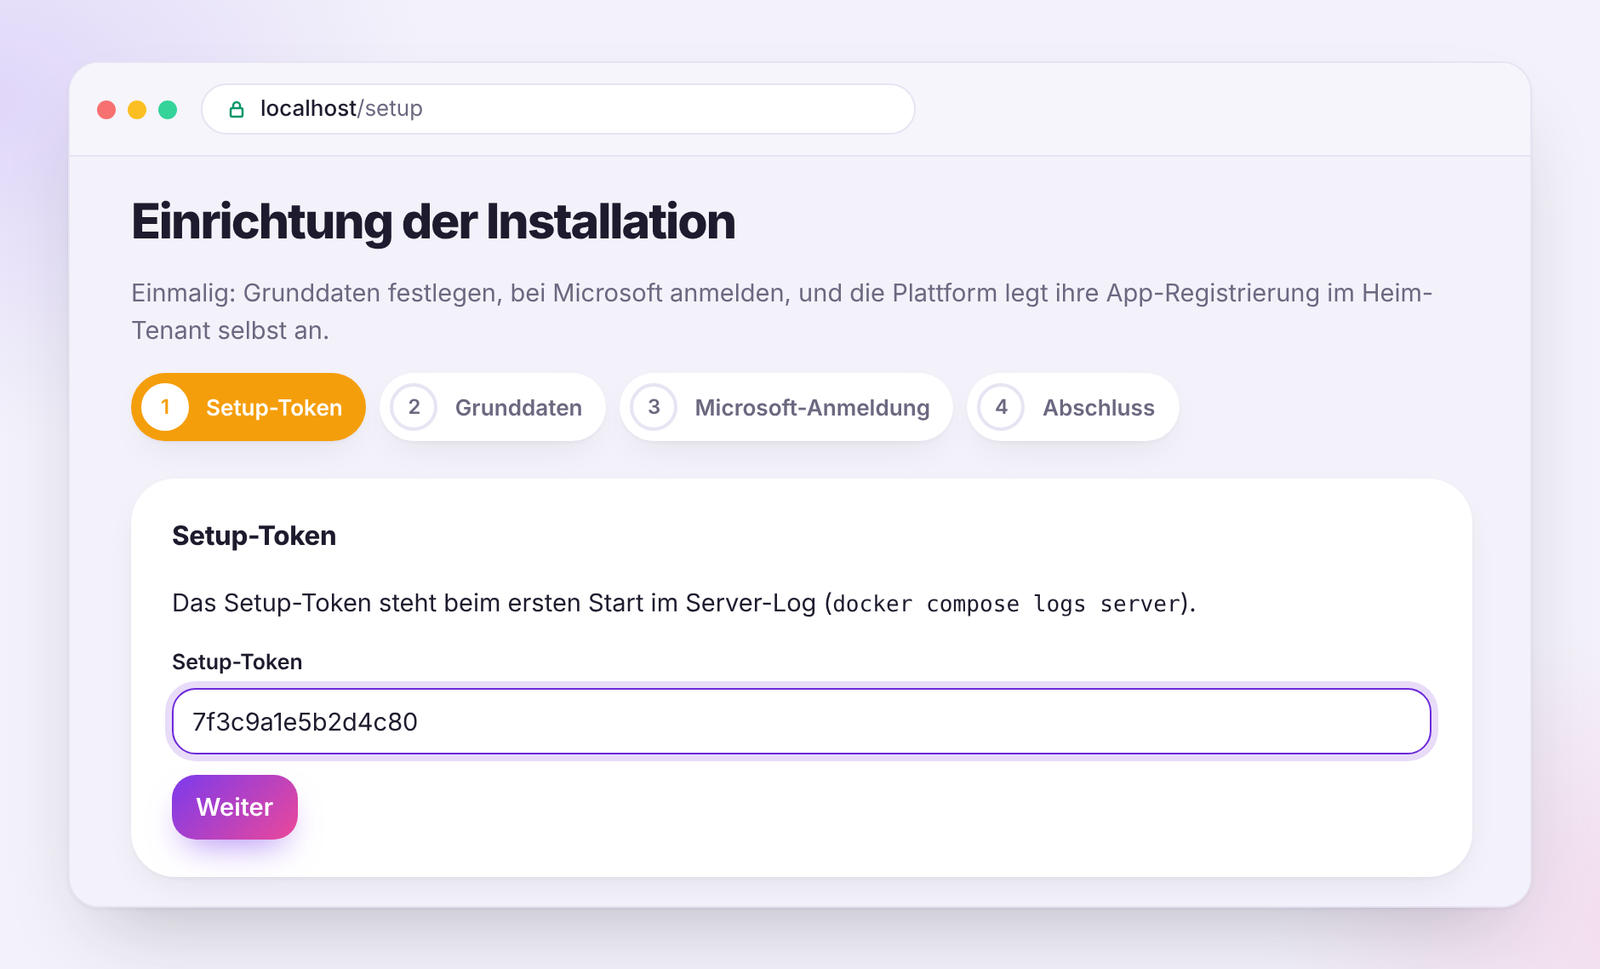 localhost/setup
Einrichtung der Installation
Einmalig: Grunddaten festlegen, bei Microsoft anmelden, und die Plattform legt ihre App-Registrierung im Heim-
Tenant selbst an.
1 Setup-Token 2 Grunddaten 3 Microsoft-Anmeldung 4 Abschluss
Setup-Token
Das Setup-Token steht beim ersten Start im Server-Log (docker compose logs server).
Setup-Token
7f3c9a1e5b2d4c80
Weiter